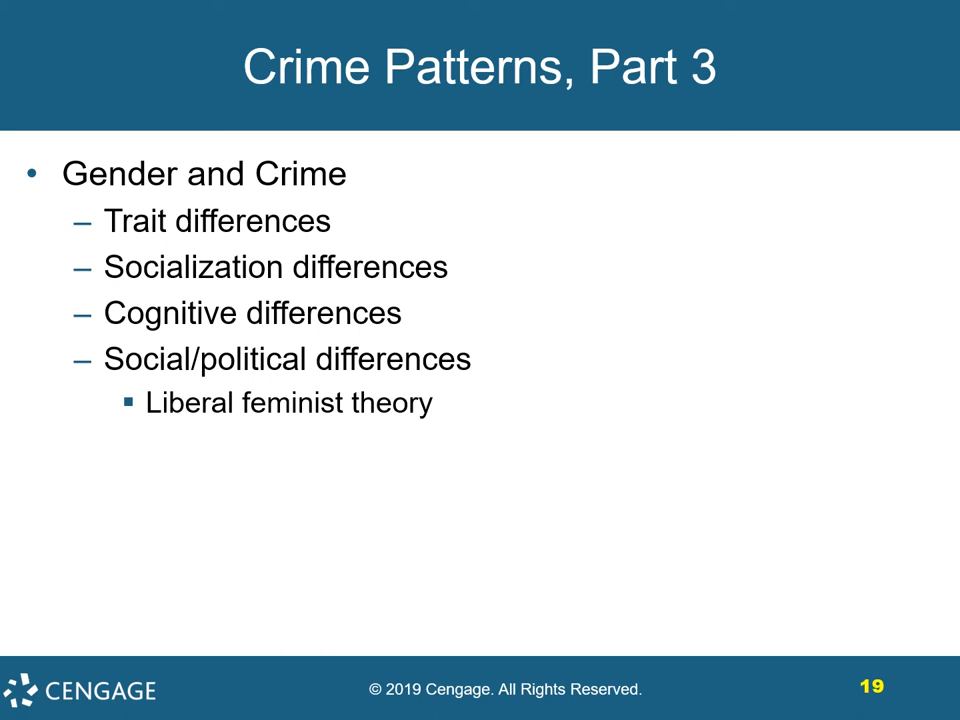 Crime Patterns, Part 3
• Gender and Crime
– Trait differences
– Socialization differences
– Cognitive differences
– Social/political differences
▪ Liberal feminist theory
CENGAGE
© 2019 Cengage. All Rights Reserved.
19